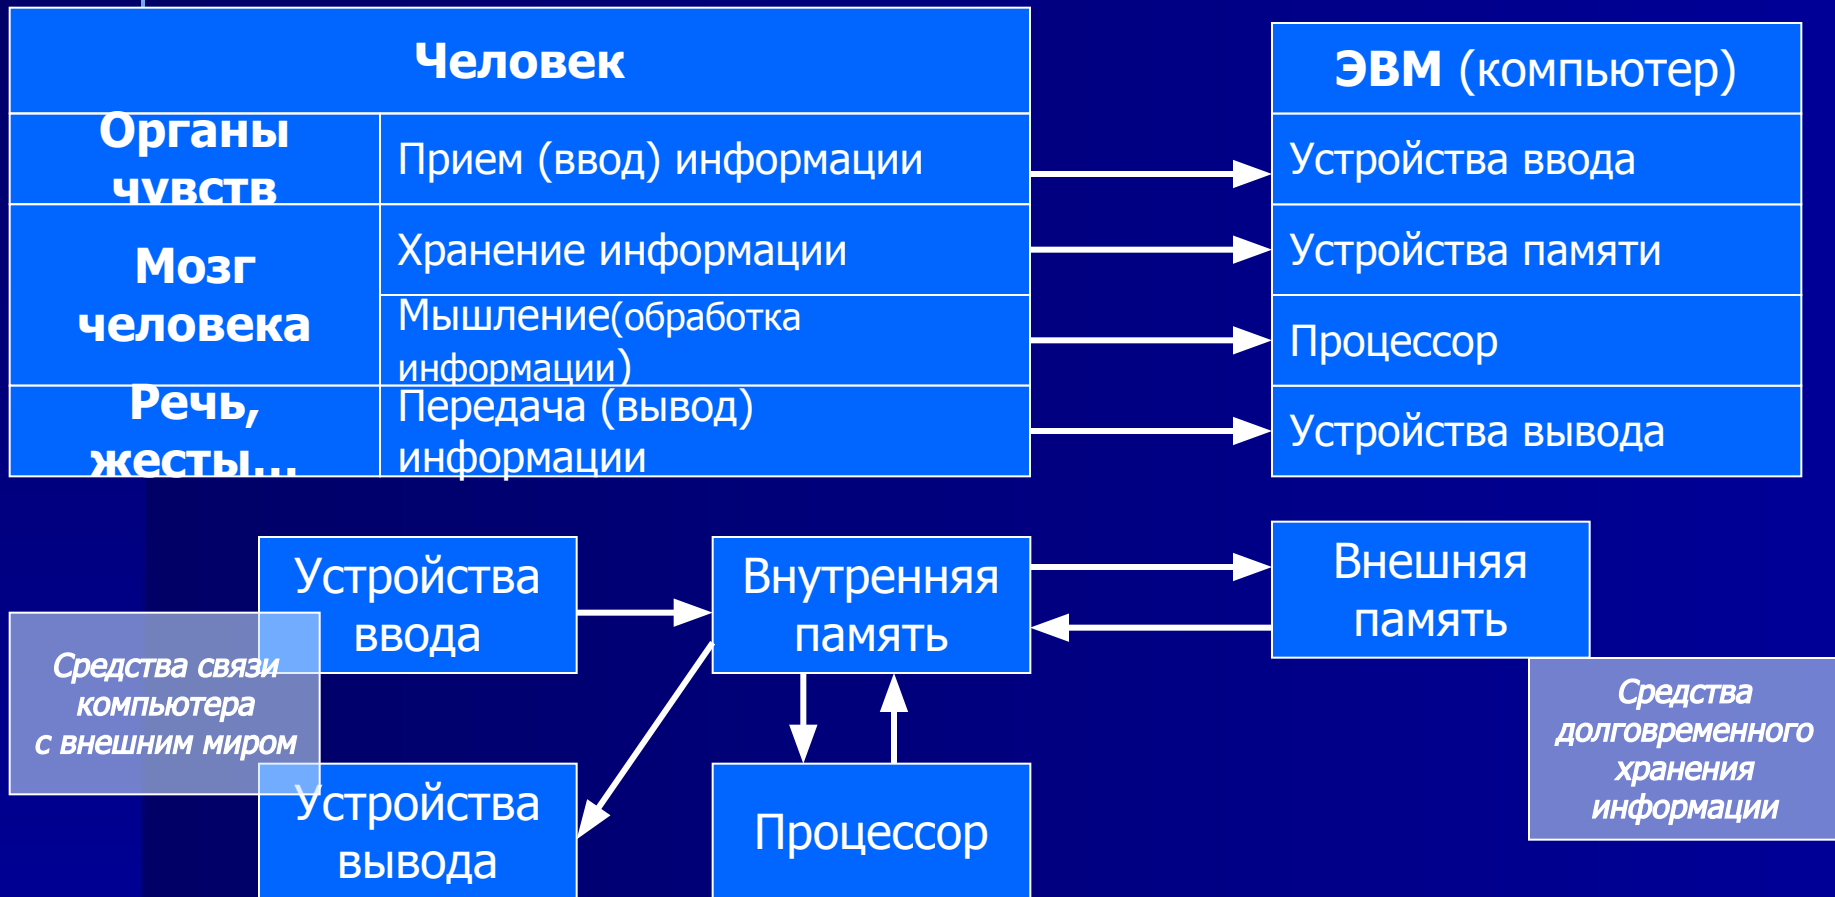 Человек
ЭВМ (компьютер)
Органы
чувств
Прием (ввод) информации
Устройства ввода
Мозг
человека
Хранение информации
Устройства памяти
Мышление(обработка
информации)
Процессор
Речь,
жесты…
Передача (вывод)
информации
Устройства вывода
Устройства
ввода
Внутренняя
память
Внешняя
память
Средства связи
компьютера
с внешним миром
Средства
долговременного
хранения
информации
Устройства
вывода
Процессор